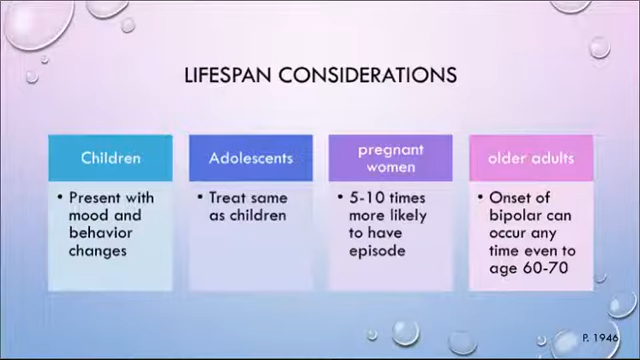 LIFESPAN CONSIDERATIONS
Children
• Present with
mood and
behavior
changes
Adolescents
• Treat same
as children
pregnant
women
• 5-10 times
more likely
to have
episode
older adults
• Onset of
bipolar can
occur any
time even to
age 60-70
P. 1946